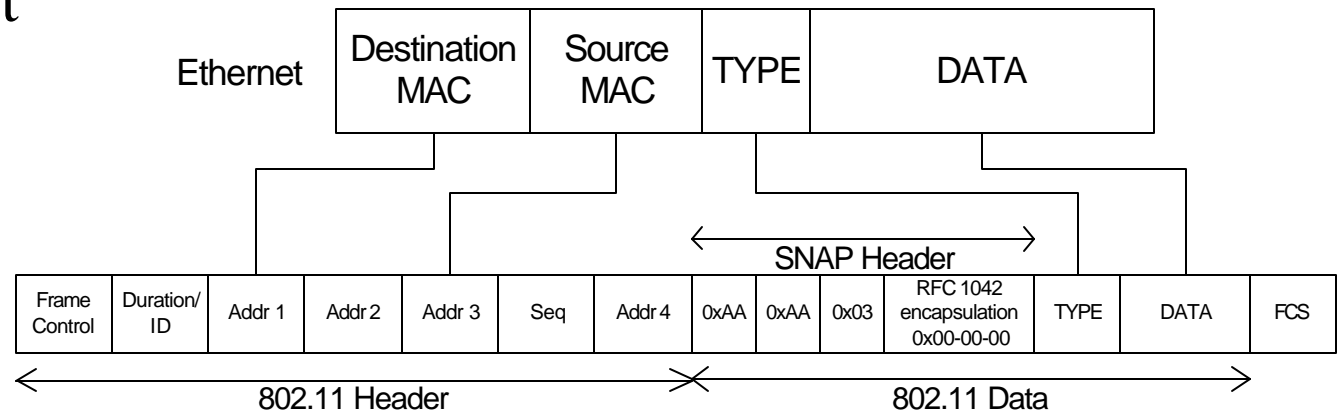 t
Ethernet
Destination
MAC
Source
MAC
TYPE
DATA
SNAP Header
Frame
Control
Duration/
ID
Addr 1
Addr 2
Addr 3
Seq
Addr 4
0xAA
0xAA
0x03
RFC 1042
encapsulation
0x00-00-00
TYPE
DATA
FCS
802.11 Header
802.11 Data